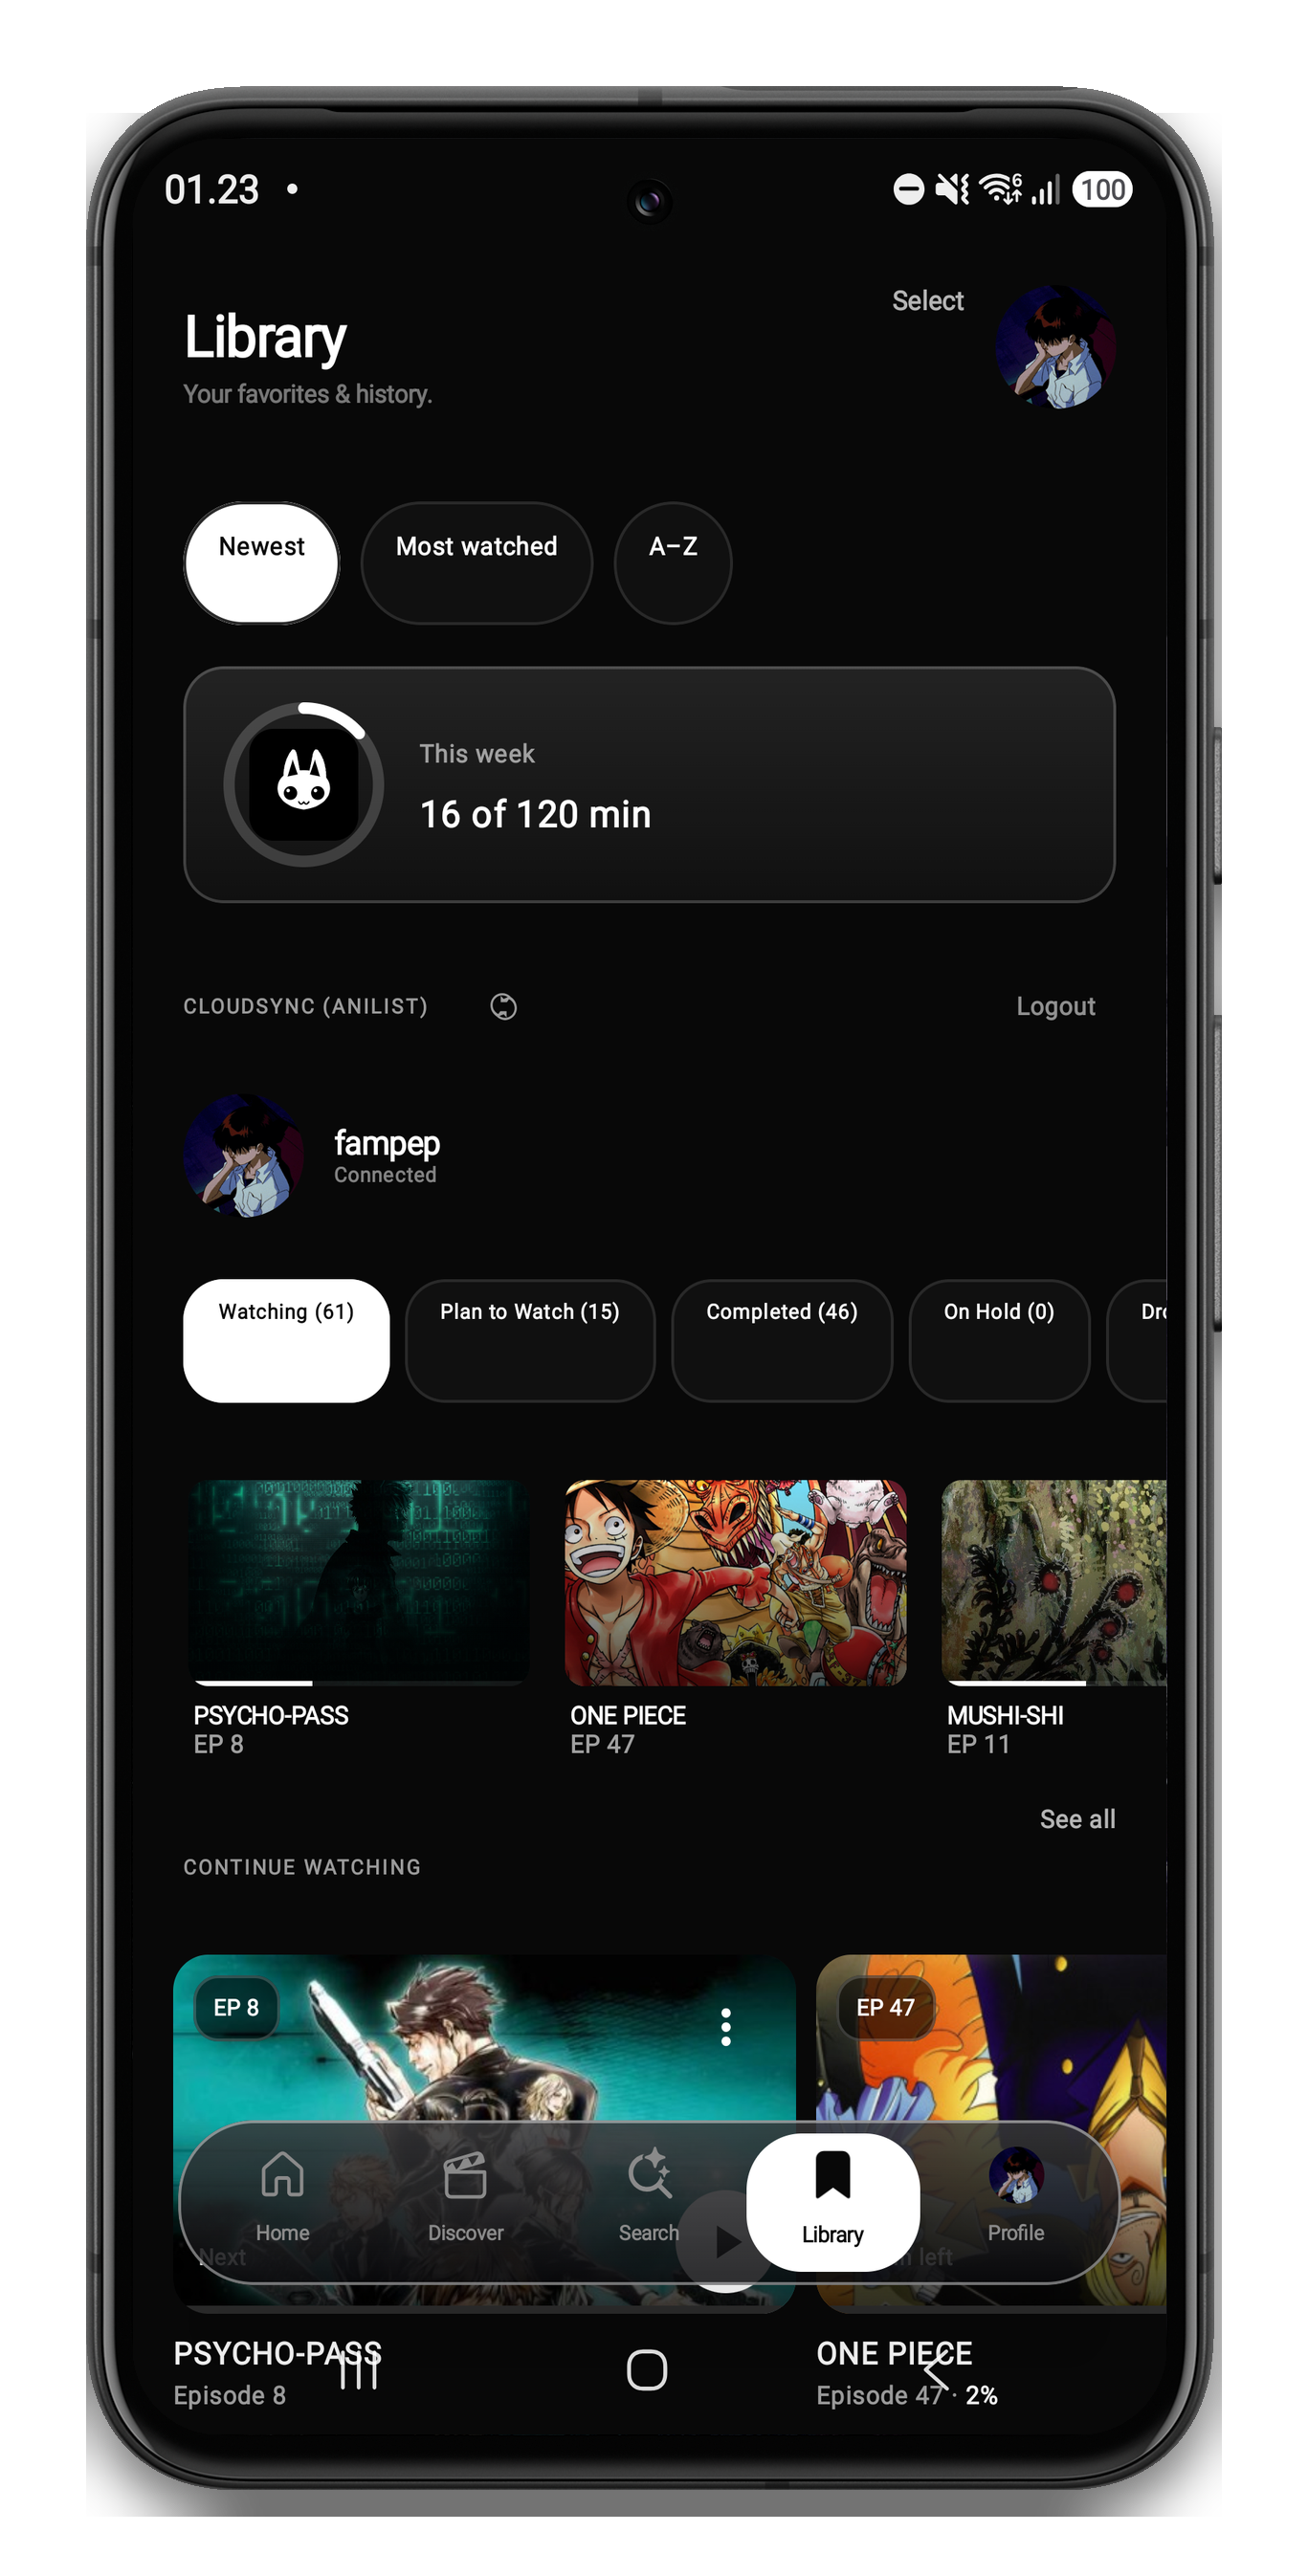 01.23
6
100
Select
Library
Your favorites & history.
Newest
Most watched
A–Z
This week
16 of 120 min
CLOUDSYNC (ANILIST)
Logout
fampep
Connected
Watching (61)
Plan to Watch (15)
Completed (46)
On Hold (0)
Dro
PSYCHO-PASS
EP 8
ONE PIECE
EP 47
MUSHI-SHI
EP 11
See all
CONTINUE WATCHING
EP 8
EP 47
Home
Discover
Search
Library
Profile
Next
left
PSYCHO-PASS
Episode 8
ONE PIECE
Episode 47 · 2%